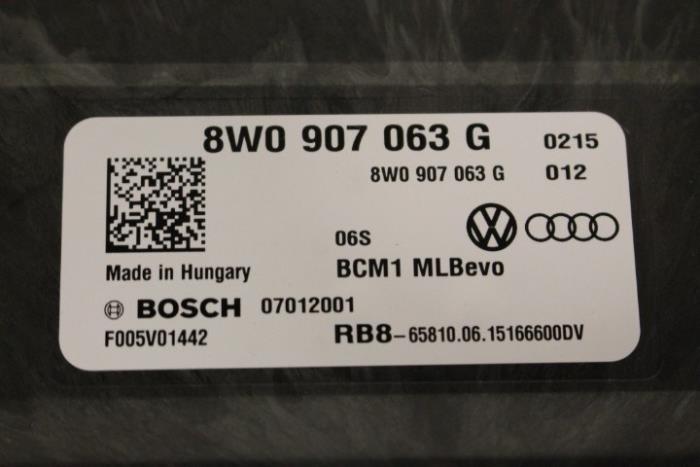 8W0 907 063 G 0215
8W0 907 063 G 012
06S
Made in Hungary BCM1 MLBevo
BOSCH 07012001
F005V01442 RB8-65810.06.15166600DV